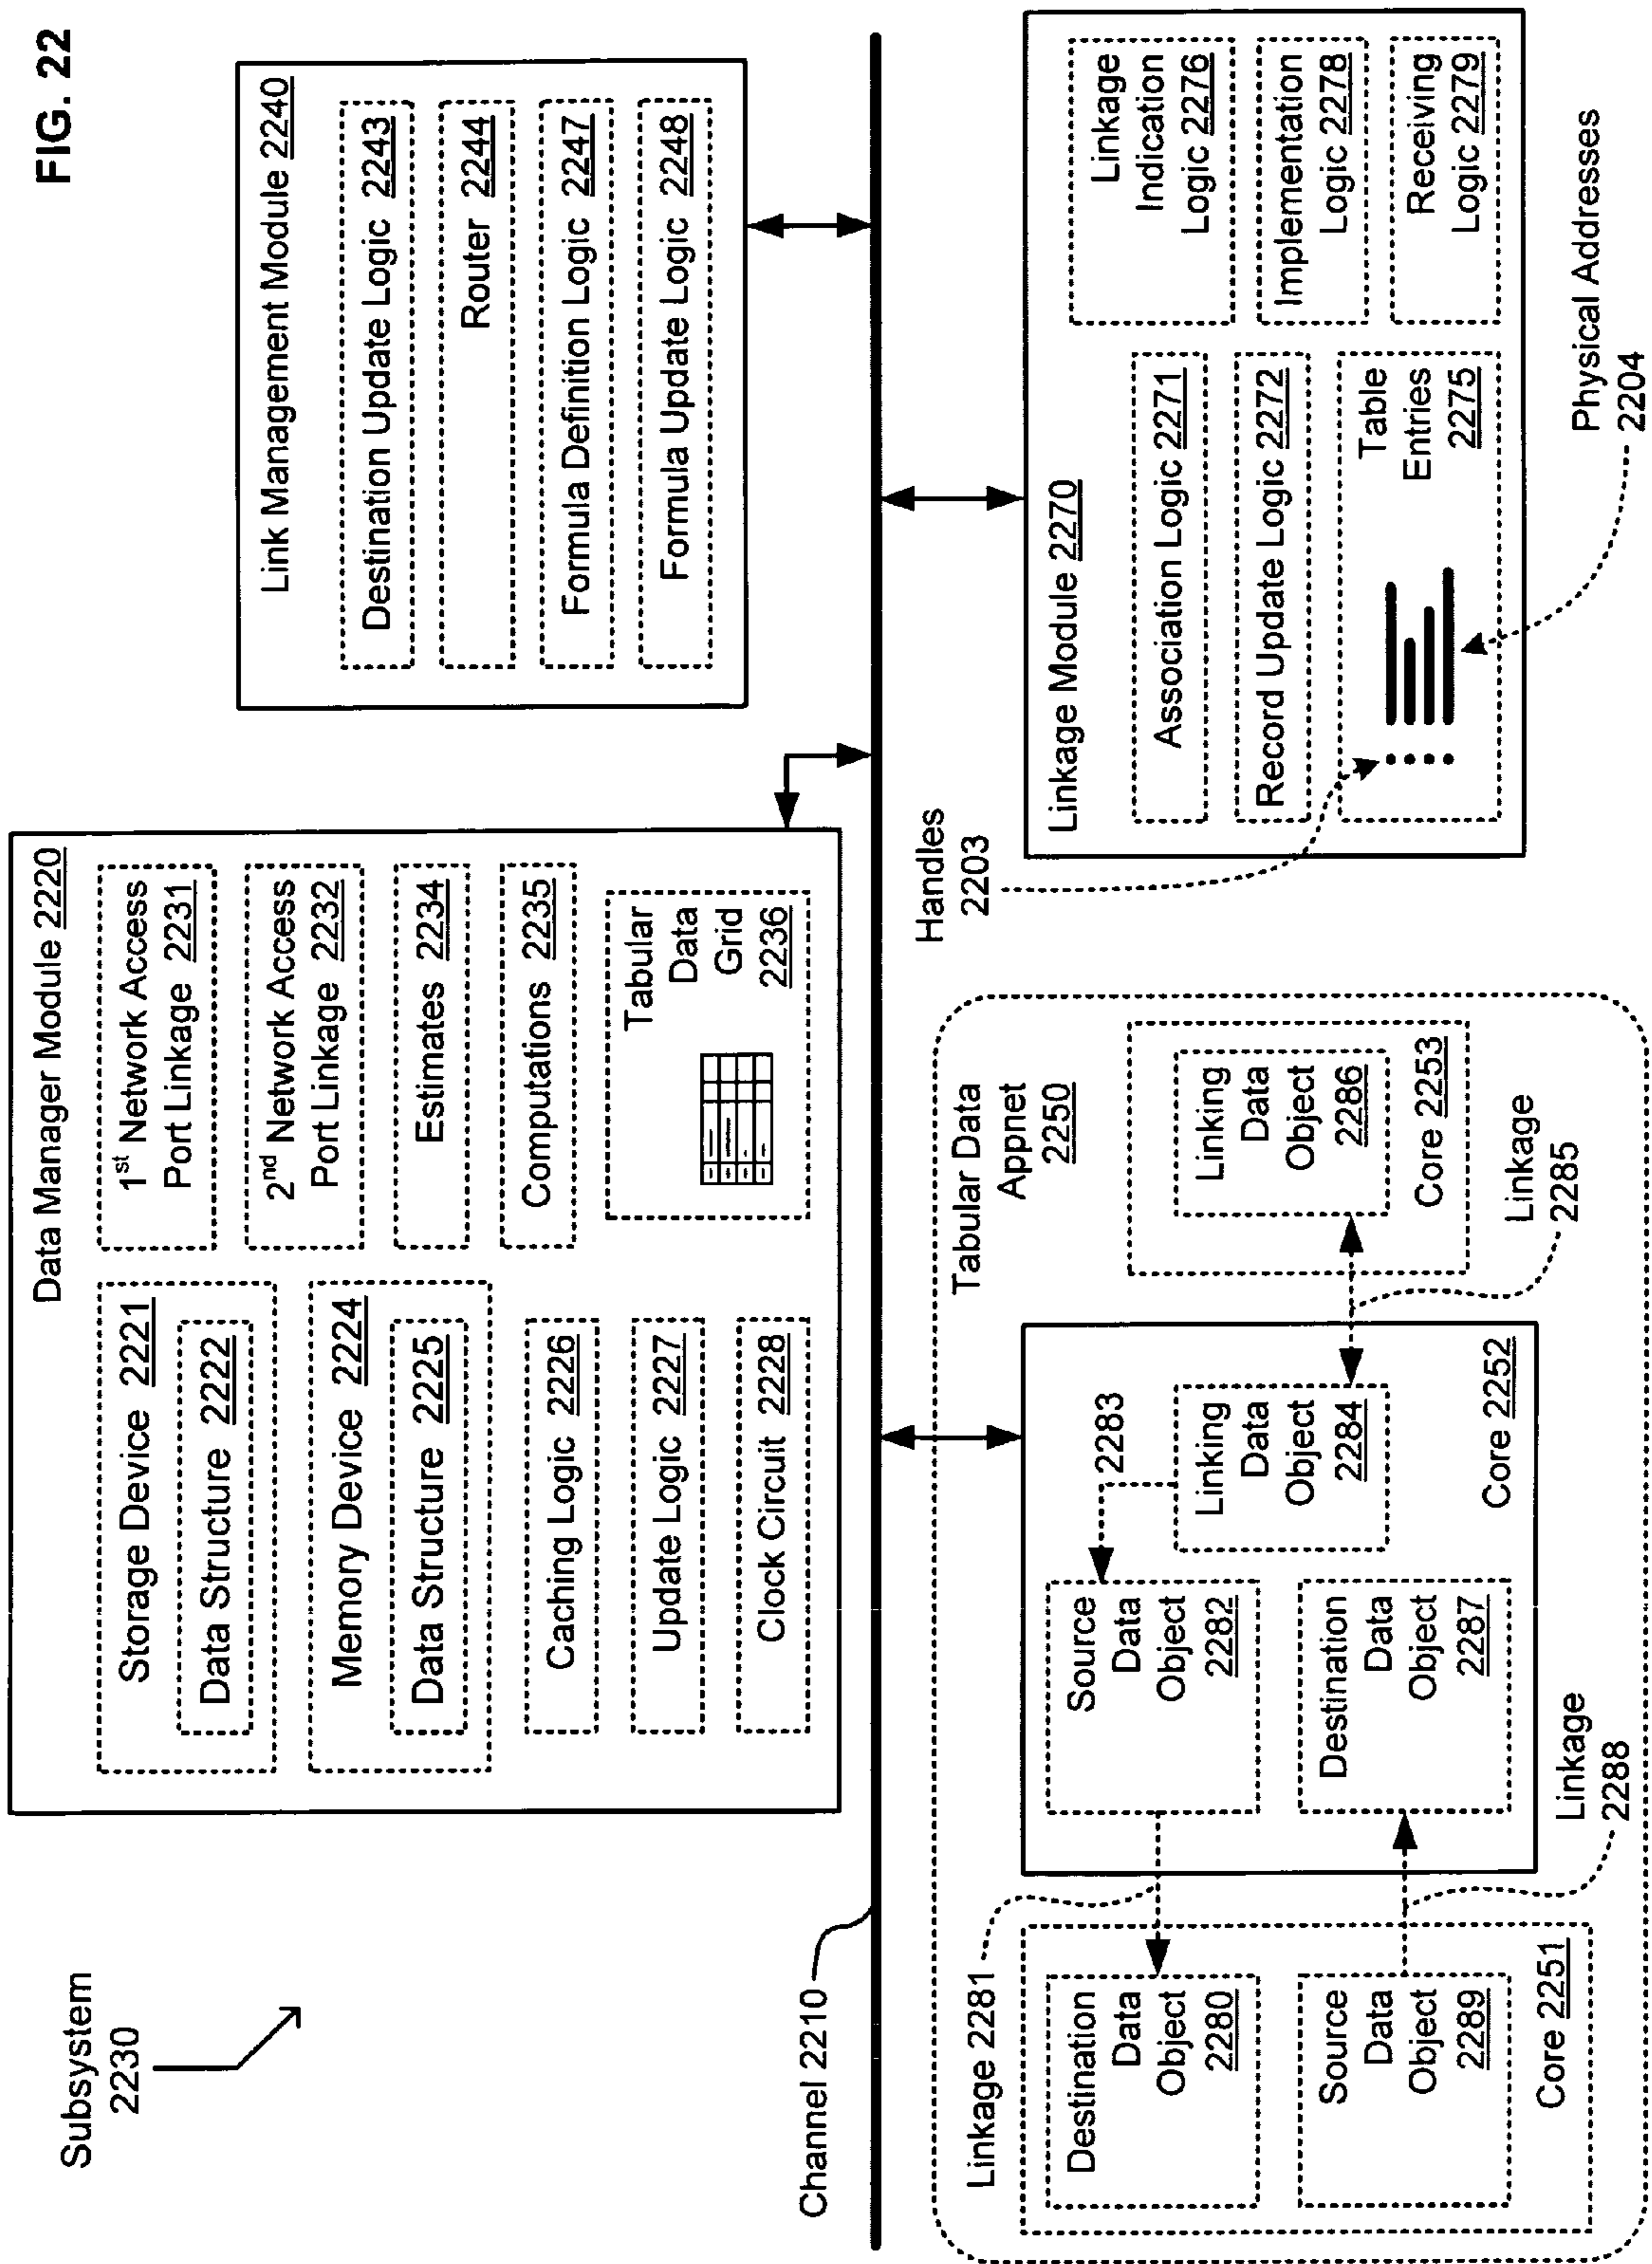 FIG. 22
Subsystem
2230
Data Manager Module 2220
Storage Device 2221
Data Structure 2222
Memory Device 2224
Data Structure 2225
Caching Logic 2226
Update Logic 2227
Clock Circuit 2228
1st Network Access
Port Linkage 2231
2nd Network Access
Port Linkage 2232
Estimates 2234
Computations 2235
Tabular
Data
Grid
2236
Link Management Module 2240
Destination Update Logic 2243
Router 2244
Formula Definition Logic 2247
Formula Update Logic 2248
Channel 2210
Tabular Data
Appnet
2250
Linkage 2281
Destination
Data
Object
2280
Source
Data
Object
2289
Core 2251
Source
Data
Object
2282
2283
Linking
Data
Object
2284
Destination
Data
Object
2287
Core 2252
Linkage
2288
Linking
Data
Object
2286
Core 2253
Linkage
2285
Handles
2203
Linkage Module 2270
Association Logic 2271
Record Update Logic 2272
Table
Entries
2275
Linkage
Indication
Logic 2276
Implementation
Logic 2278
Receiving
Logic 2279
Physical Addresses
2204